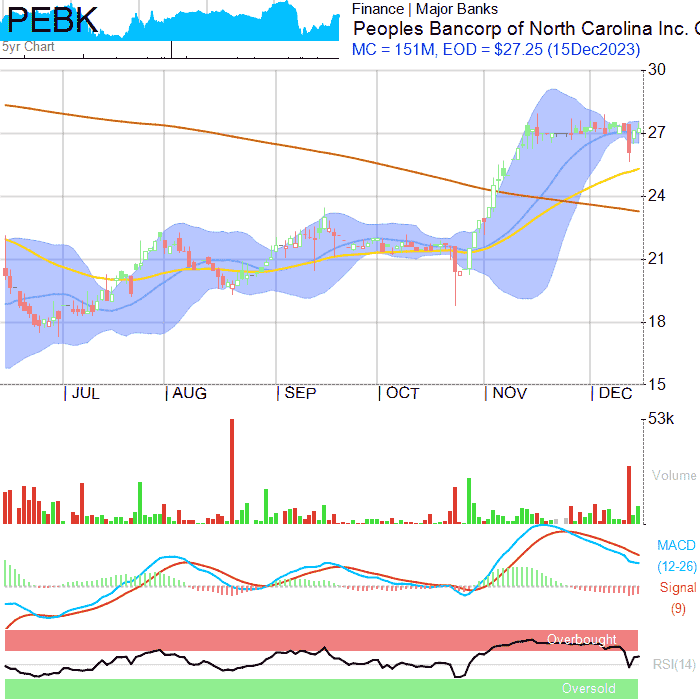 PEBK
5yr Chart
Finance | Major Banks
Peoples Bancorp of North Carolina Inc. C
MC = 151M, EOD = $27.25 (15Dec2023)
30
27
24
21
18
15
JUL AUG SEP OCT NOV DEC
53k
Volume
MACD
(12-26)
Signal
(9)
Overbought
RSI(14)
Oversold